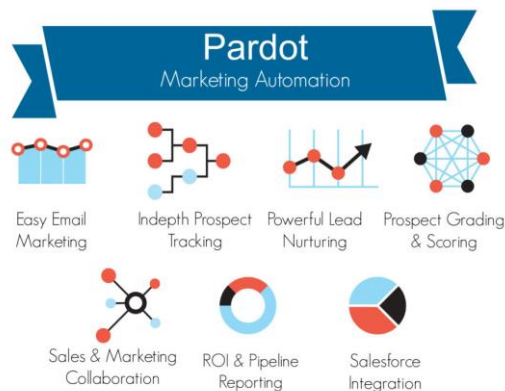 Pardot
Marketing Automation
Easy Email
Marketing
Indepth Prospect
Tracking
Powerful Lead
Nurturing
Prospect Grading
& Scoring
Sales & Marketing
Collaboration
ROI & Pipeline
Reporting
Salesforce
Integration